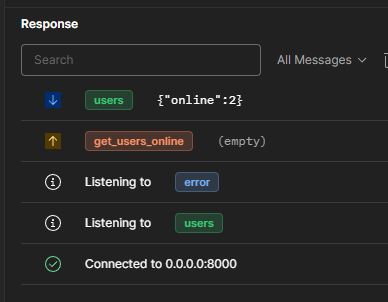 Response
Search
All Messages
users {"online":2}
get_users_online (empty)
Listening to error
Listening to users
Connected to 0.0.0.0:8000